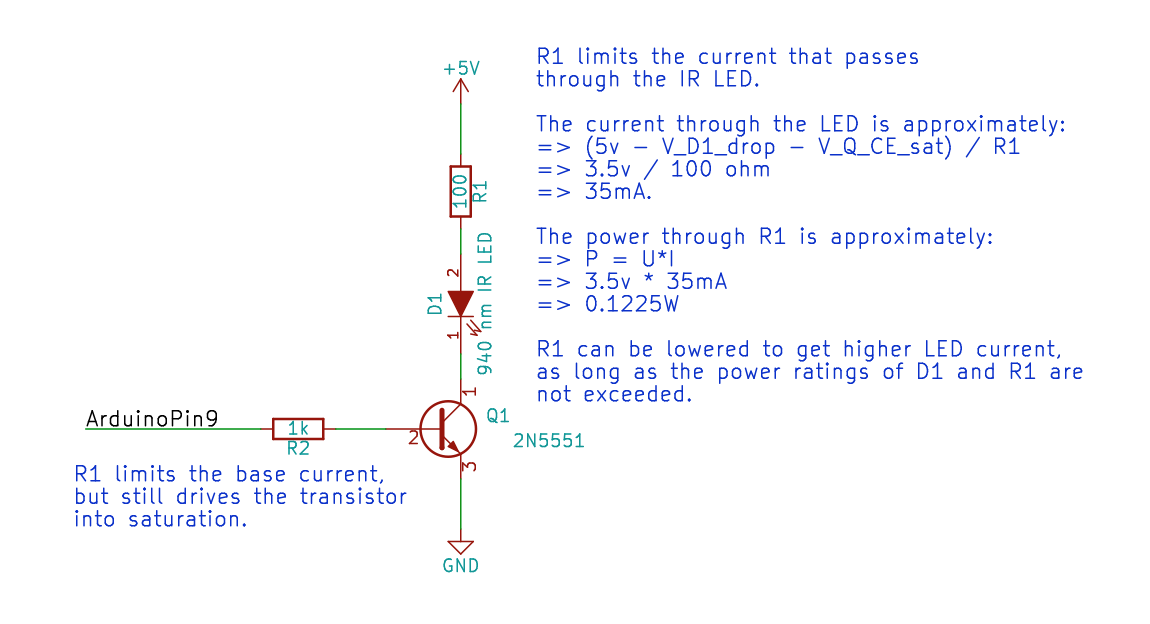 R1 limits the current that passes
through the IR LED.
The current through the LED is approximately:
=> (5v - V_D1_drop - V_Q_CE_sat) / R1
=> 3.5v / 100 ohm
=> 35mA.
The power through R1 is approximately:
=> P = U*I
=> 3.5v * 35mA
=> 0.1225W
R1 can be lowered to get higher LED current,
as long as the power ratings of D1 and R1 are
not exceeded.
+5V
100
R1
2
D1
940 nm IR LED
1
1
Q1
2N5551
2
3
GND
ArduinoPin9
1k
R2
R1 limits the base current,
but still drives the transistor
into saturation.